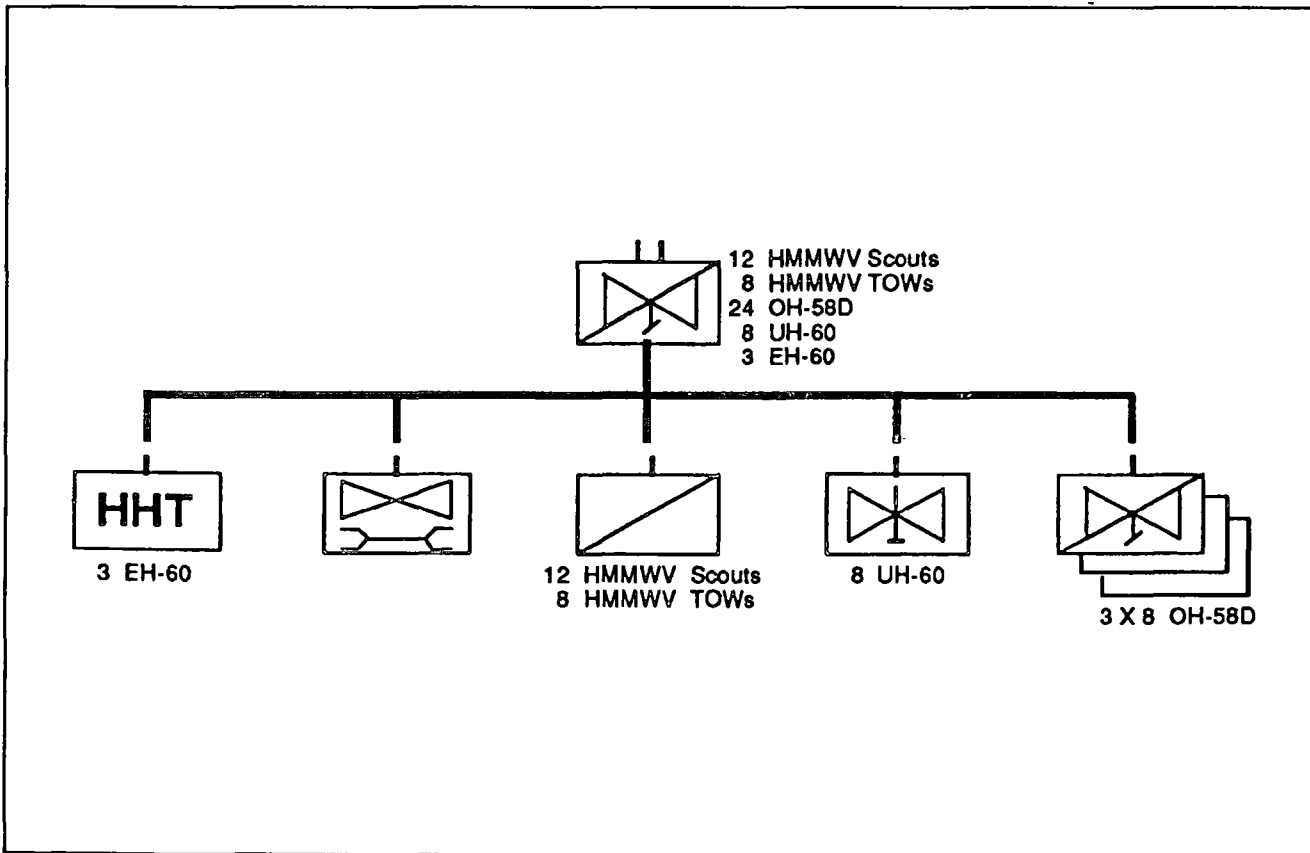 12 HMMWV Scouts
8 HMMWV TOWs
24 OH-58D
8 UH-60
3 EH-60
HHT
3 EH-60
12 HMMWV Scouts
8 HMMWV TOWs
8 UH-60
3 X 8 OH-58D